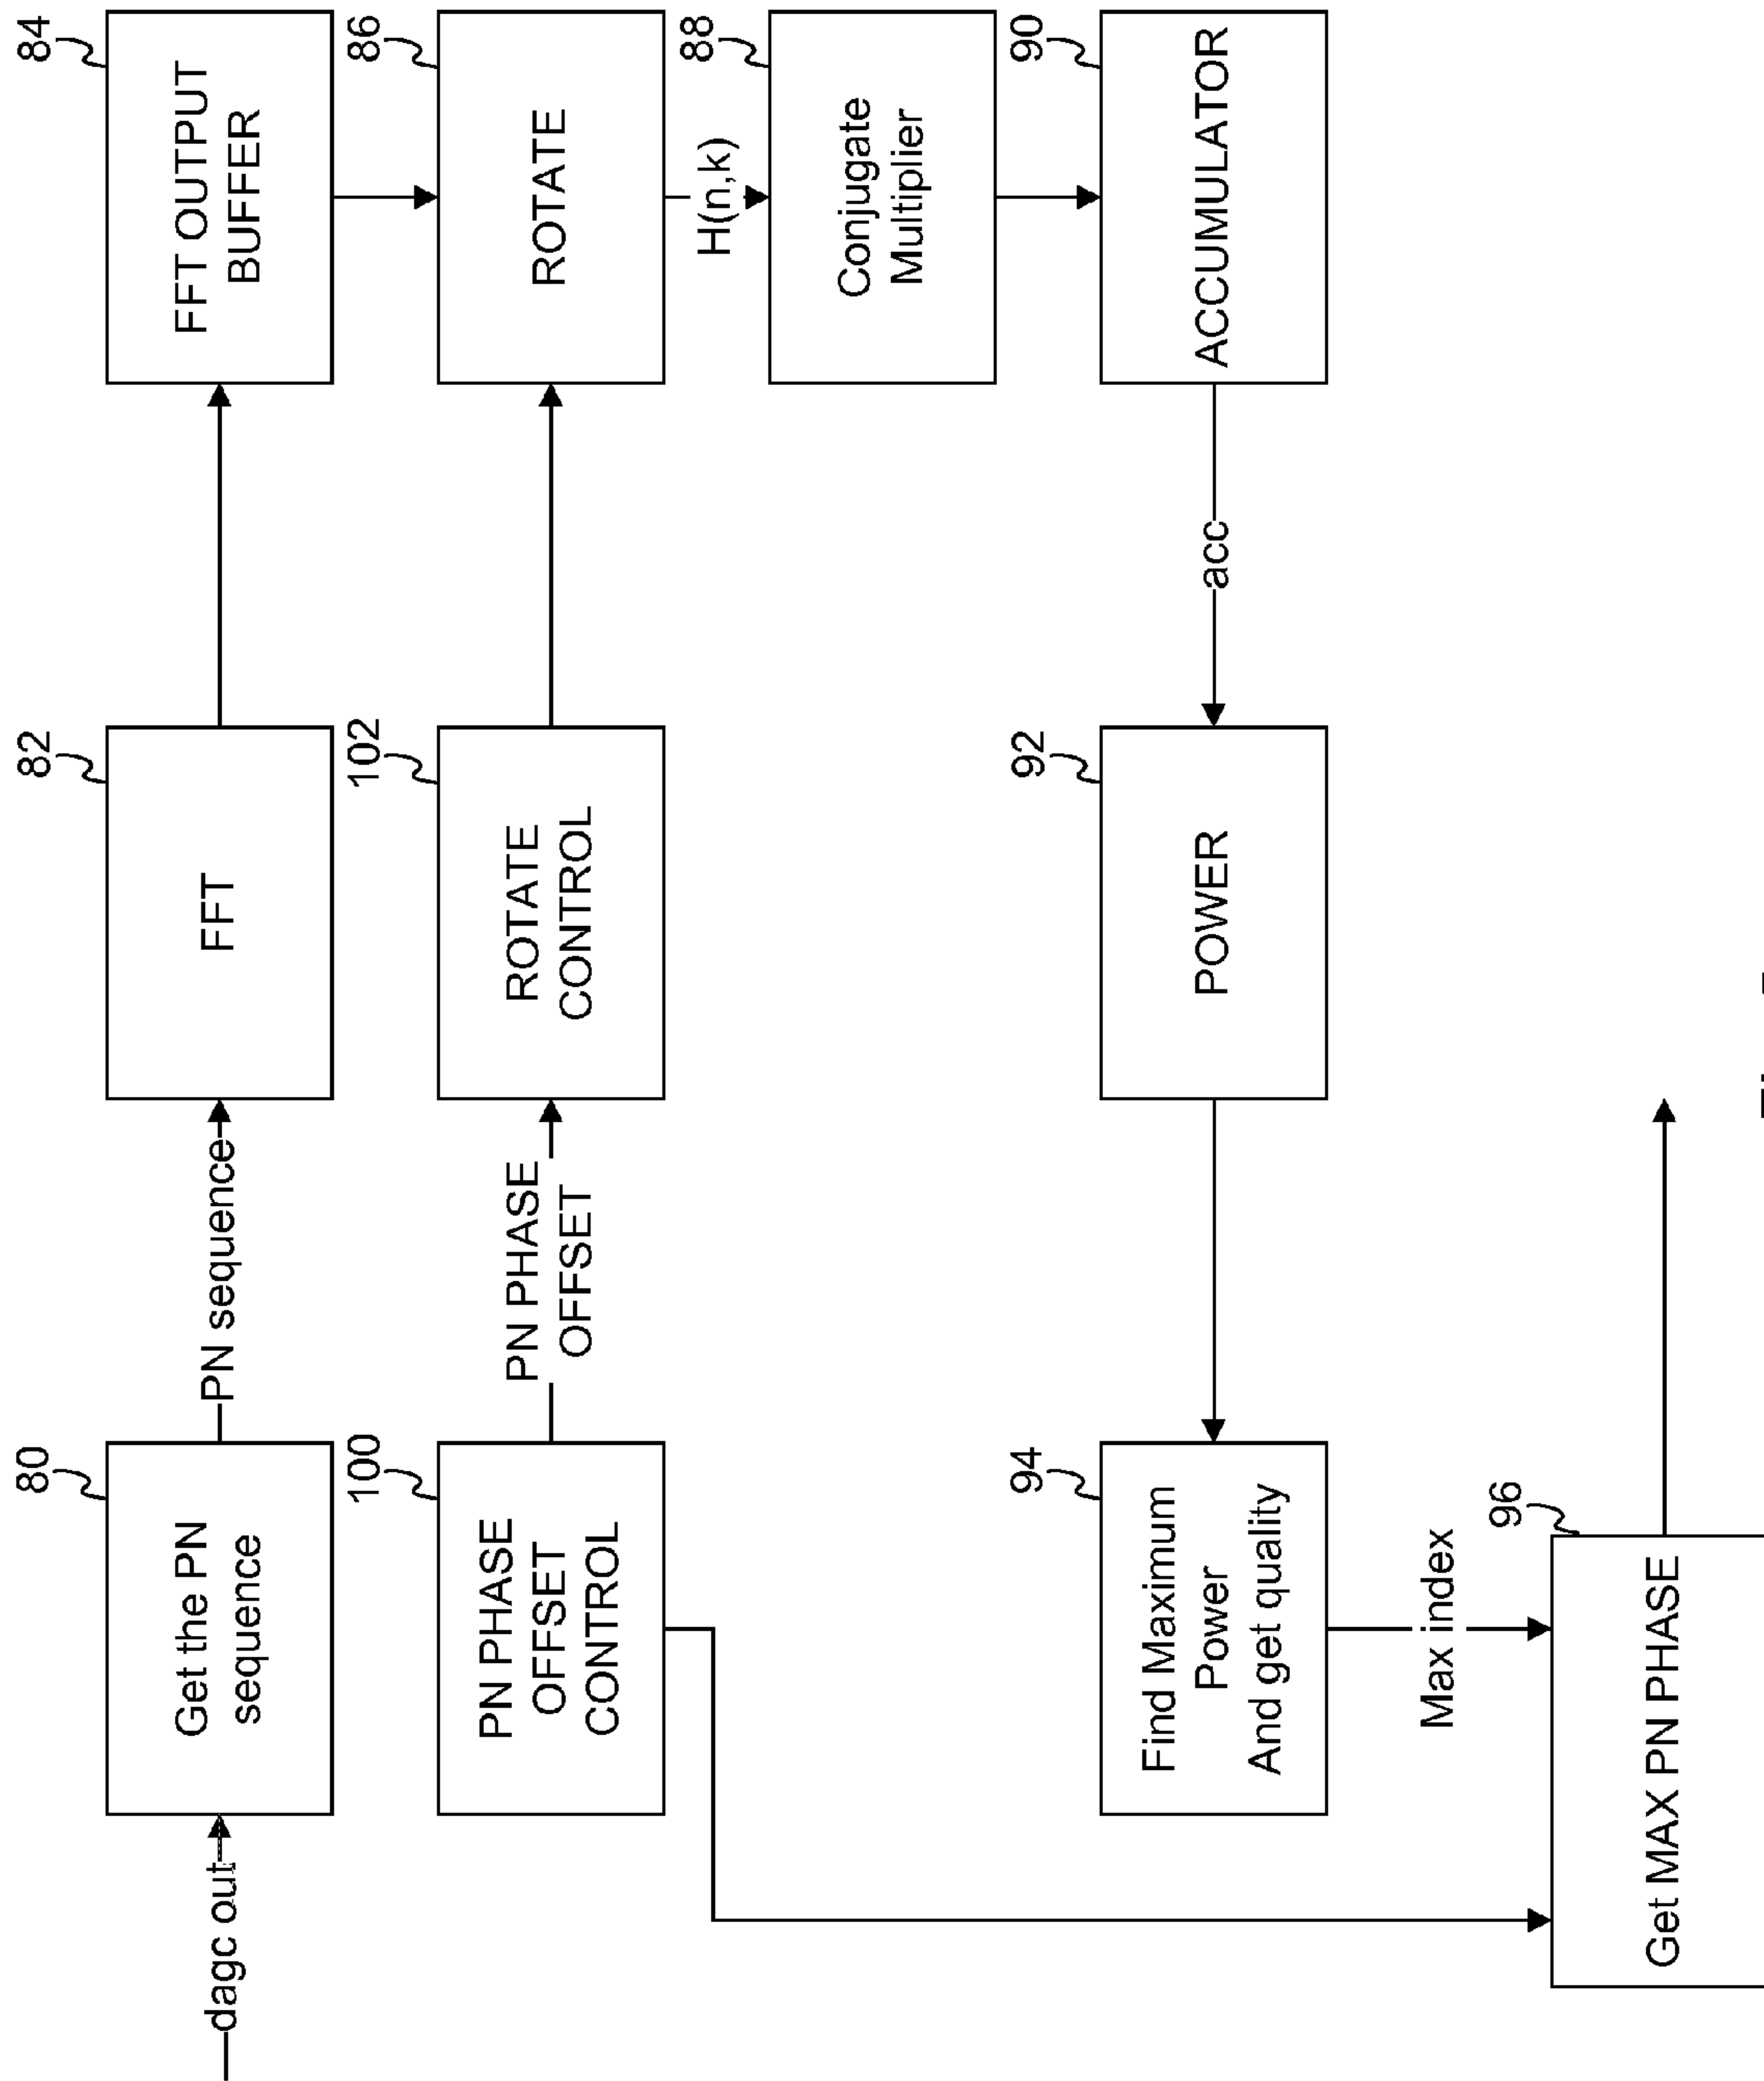 dagc out
80
Get the PN
sequence
PN sequence
82
FFT
84
FFT OUTPUT
BUFFER
100
PN PHASE
OFFSET
CONTROL
PN PHASE
OFFSET
102
ROTATE
CONTROL
86
ROTATE
H(n,k)
88
Conjugate
Multiplier
90
ACCUMULATOR
acc
92
POWER
94
Find Maximum
Power
And get quality
Max index
96
Get MAX PN PHASE